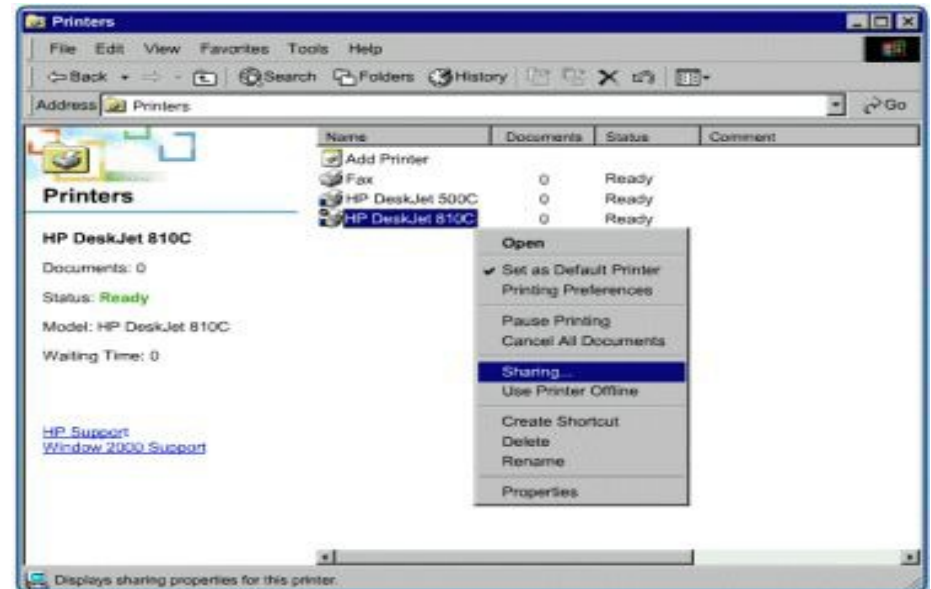 Printers
File Edit View Favorites Tools Help
Back Search Folders History
Address Printers Go
Name Documents Status Comment
Add Printer
Fax 0 Ready
HP DeskJet 500C 0 Ready
HP DeskJet 810C 0 Ready
Printers
HP DeskJet 810C
Documents: 0
Status: Ready
Model: HP DeskJet 810C
Waiting Time: 0
HP Support
Window 2000 Support
Open
Set as Default Printer
Printing Preferences
Pause Printing
Cancel All Documents
Sharing...
Use Printer Offline
Create Shortcut
Delete
Rename
Properties
Displays sharing properties for this printer.